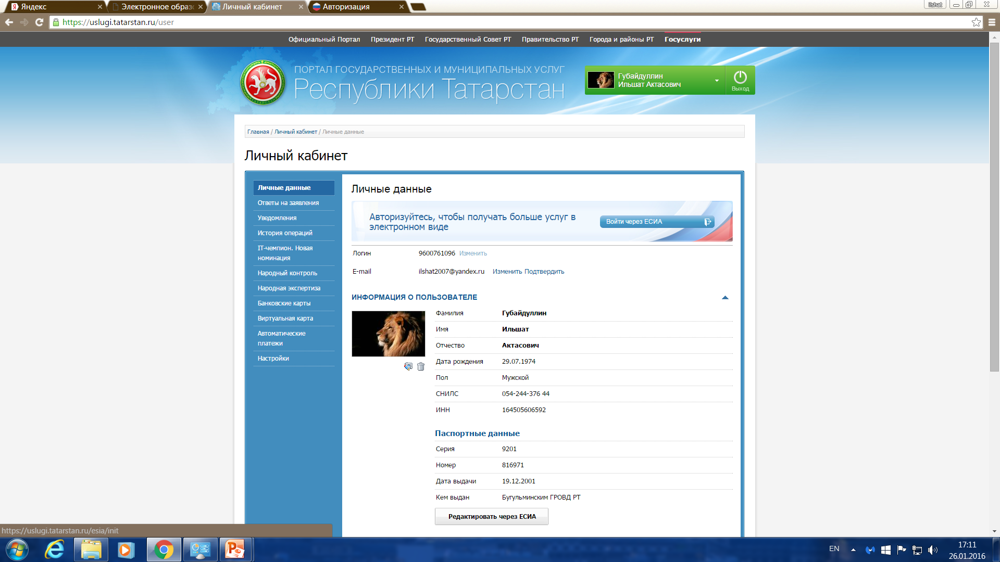 Яндекс
Электронное образо
Личный кабинет
Авторизация
ilshat
https://uslugi.tatarstan.ru/user
Официальный Портал Президент РТ Государственный Совет РТ Правительство РТ Города и районы РТ Госуслуги
ПОРТАЛ ГОСУДАРСТВЕННЫХ И МУНИЦИПАЛЬНЫХ УСЛУГ
Республики Татарстан
Губайдуллин
Ильшат Актасович
Выход
Главная / Личный кабинет / Личные данные
Личный кабинет
Личные данные
Ответы на заявления
Уведомления
История операций
IT-чемпион. Новая
номинация
Народный контроль
Народная экспертиза
Банковские карты
Виртуальная карта
Автоматические
платежи
Настройки
Личные данные
Авторизуйтесь, чтобы получать больше услуг в
электронном виде
Войти через ЕСИА
Логин 9600761096 Изменить
E-mail ilshat2007@yandex.ru Изменить Подтвердить
ИНФОРМАЦИЯ О ПОЛЬЗОВАТЕЛЕ
Фамилия Губайдуллин
Имя Ильшат
Отчество Актасович
Дата рождения 29.07.1974
Пол Мужской
СНИЛС 054-244-376 44
ИНН 164505606592
Паспортные данные
Серия 9201
Номер 816971
Дата выдачи 19.12.2001
Кем выдан Бугульминским ГРОВД РТ
Редактировать через ЕСИА
https://uslugi.tatarstan.ru/esia/init
EN
17:11
26.01.2016